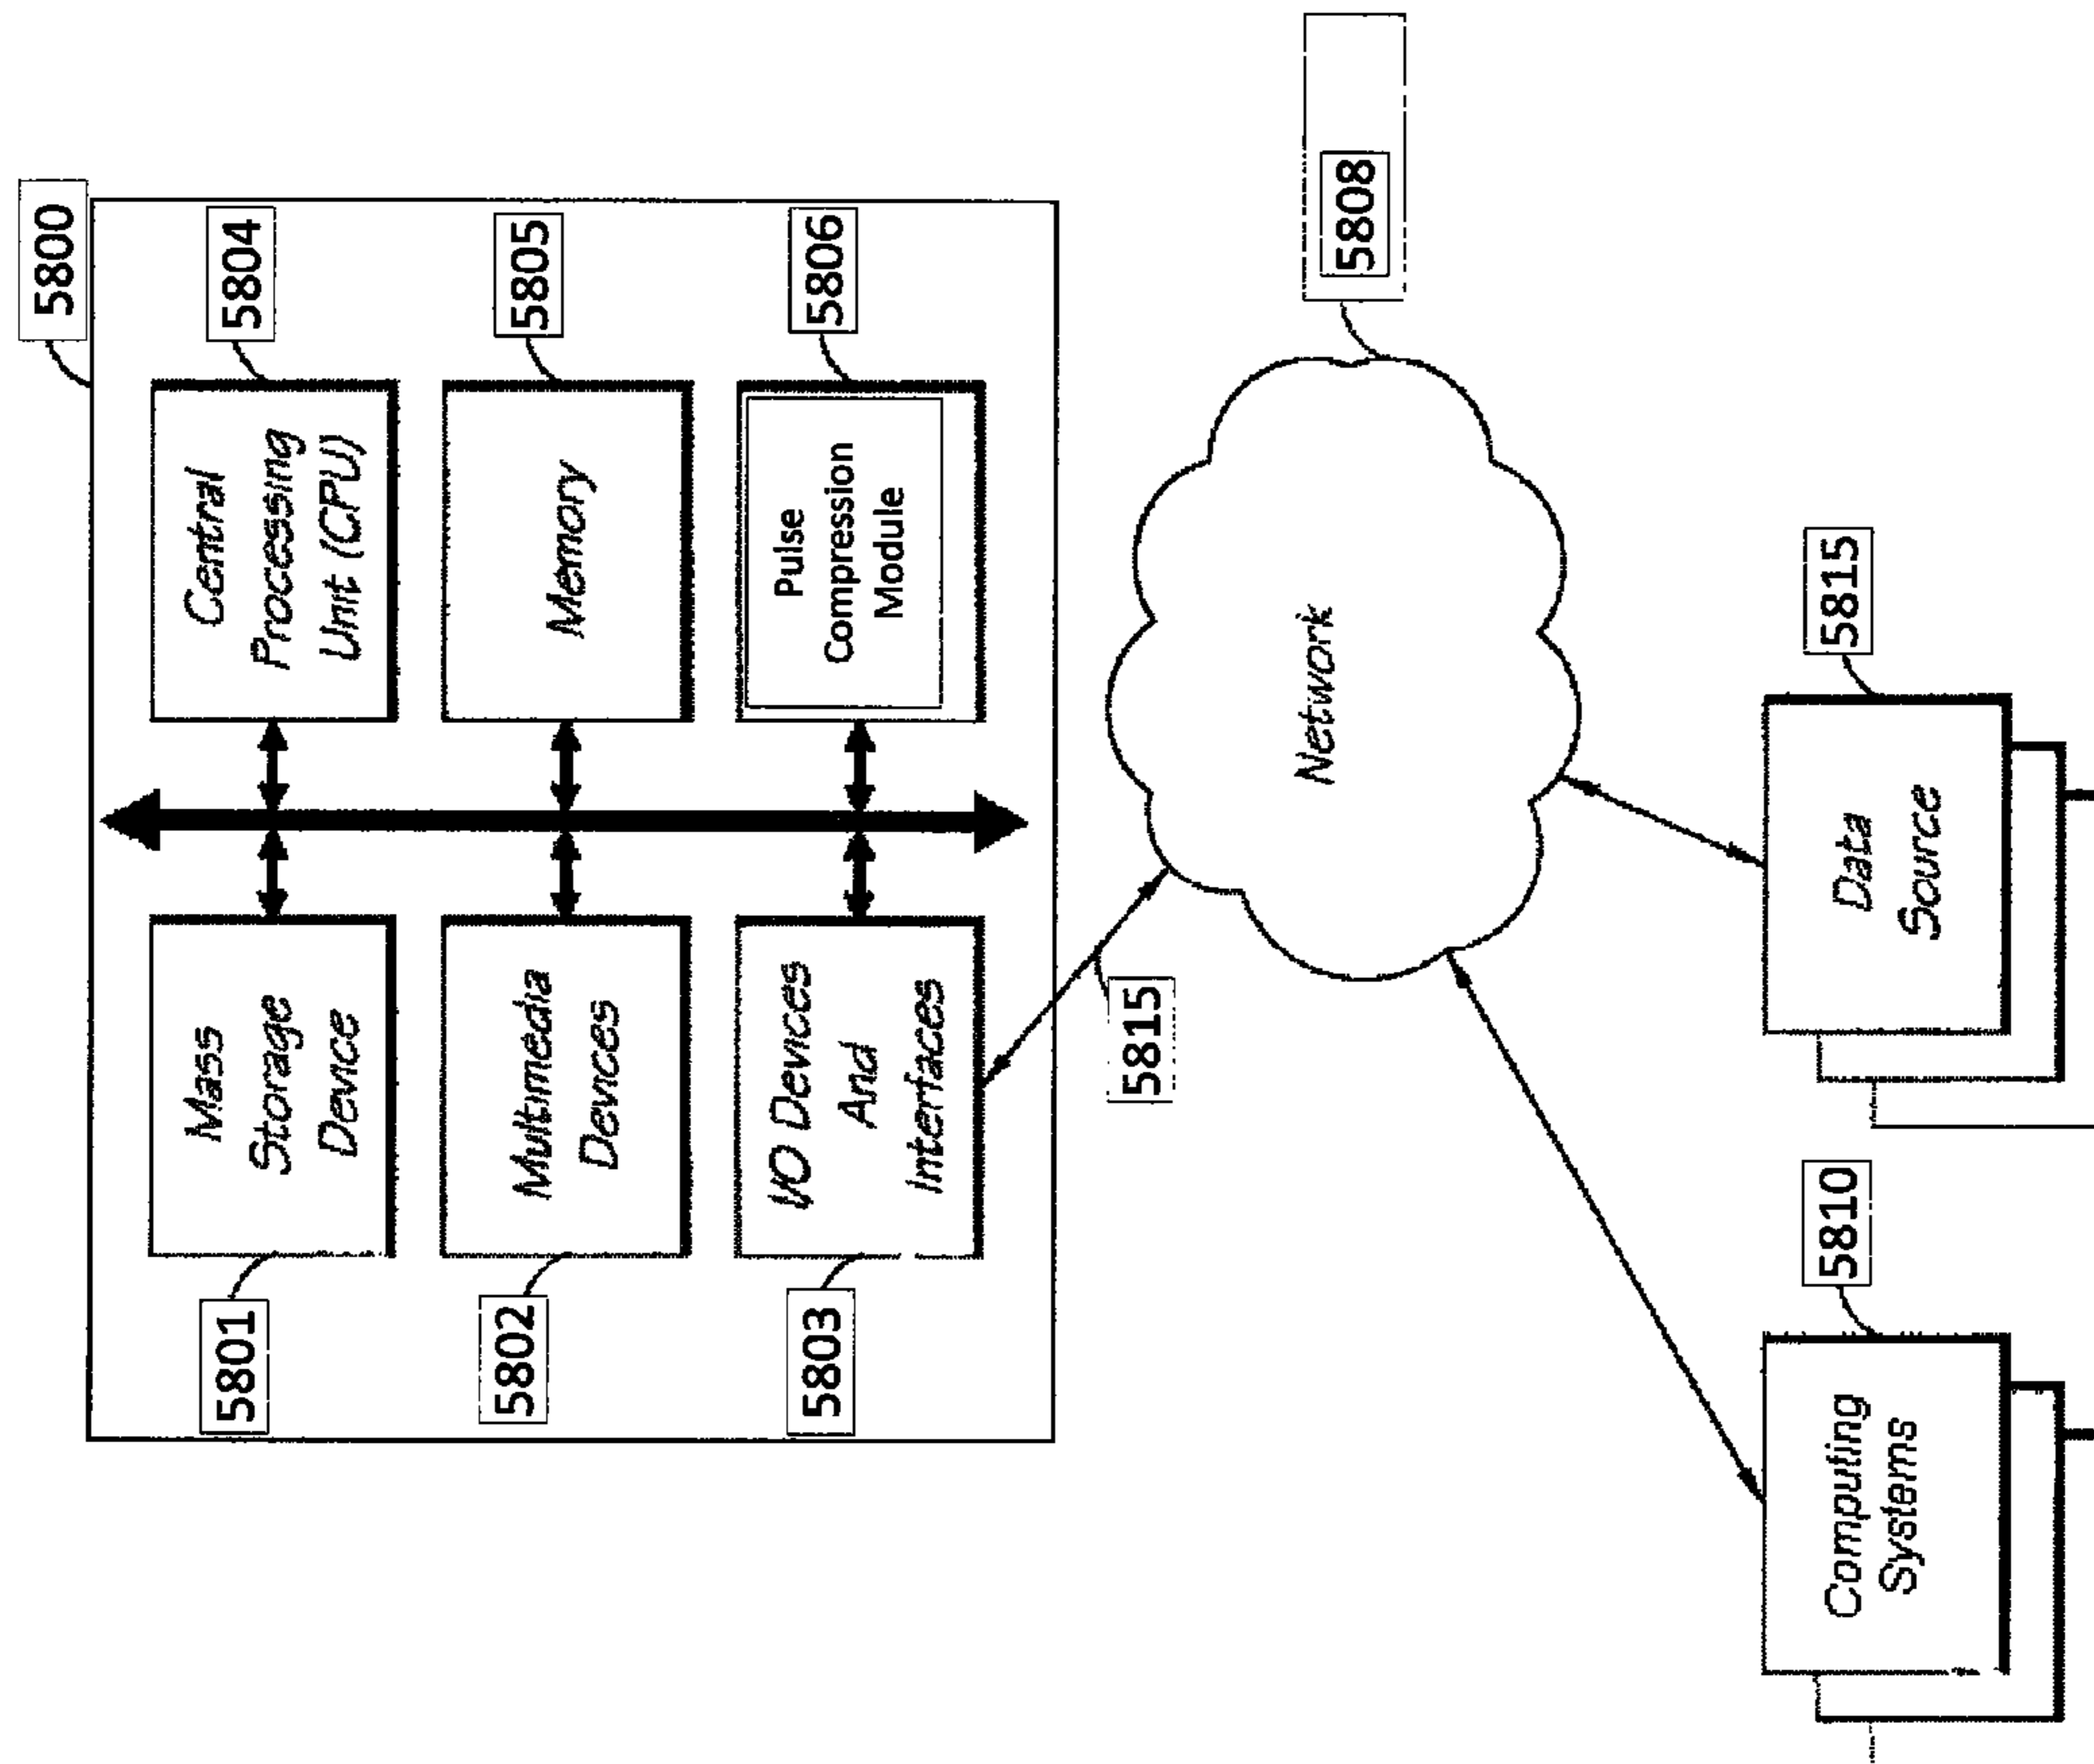 5800
5801
Mass
Storage
Device
Central
Processing
Unit (CPU)
5804
5802
Multimedia
Devices
Memory
5805
5803
I/O Devices
And
Interfaces
Pulse
Compression
Module
5806
5815
Network
5808
5810
Computing
Systems
Data
Source
5815